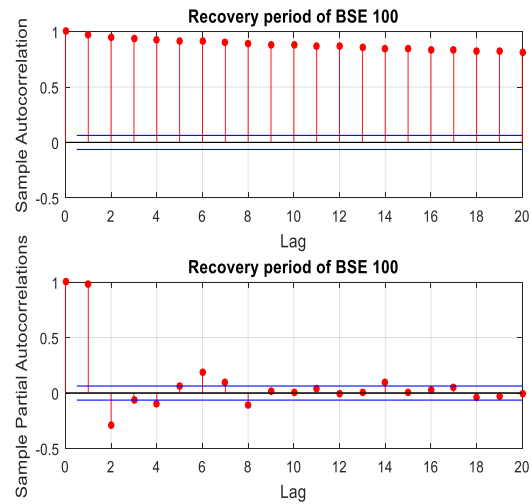 Recovery period of BSE 100
Sample Autocorrelation
1
0.5
0
-0.5
0 2 4 6 8 10 12 14 16 18 20
Lag
Recovery period of BSE 100
Sample Partial Autocorrelations
1
0.5
0
-0.5
0 2 4 6 8 10 12 14 16 18 20
Lag